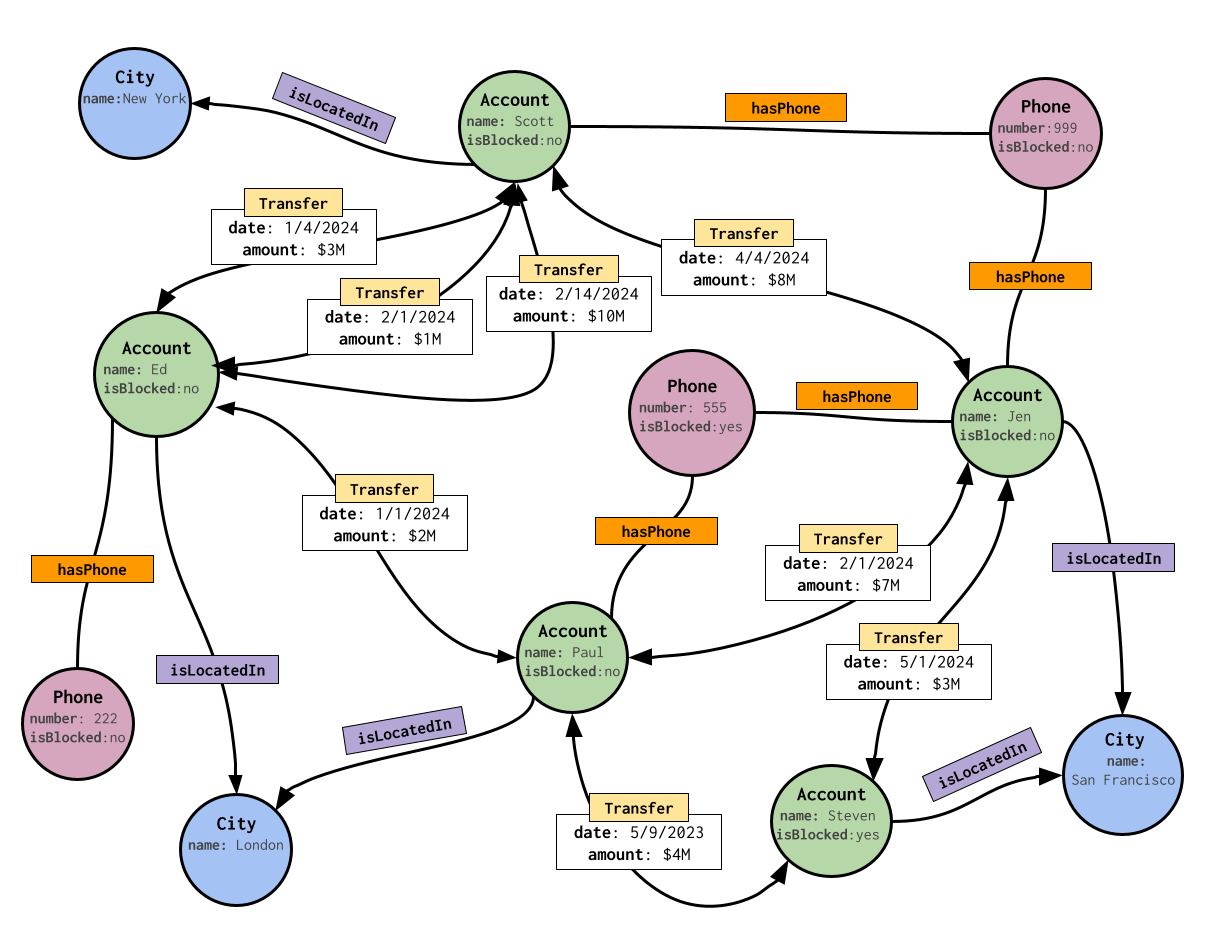 City
name:New York
isLocatedIn
Account
name: Scott
isBlocked:no
hasPhone
Phone
number:999
isBlocked:no
Transfer
date: 1/4/2024
amount: $3M
Transfer
date: 2/1/2024
amount: $1M
Transfer
date: 2/14/2024
amount: $10M
Transfer
date: 4/4/2024
amount: $8M
hasPhone
Account
name: Ed
isBlocked:no
Phone
number: 555
isBlocked:yes
hasPhone
Account
name: Jen
isBlocked:no
Transfer
date: 1/1/2024
amount: $2M
hasPhone
Transfer
date: 2/1/2024
amount: $7M
isLocatedIn
hasPhone
Account
name: Paul
isBlocked:no
Transfer
date: 5/1/2024
amount: $3M
isLocatedIn
Phone
number: 222
isBlocked:no
isLocatedIn
isLocatedIn
City
name:
San Francisco
City
name: London
Transfer
date: 5/9/2023
amount: $4M
Account
name: Steven
isBlocked:yes